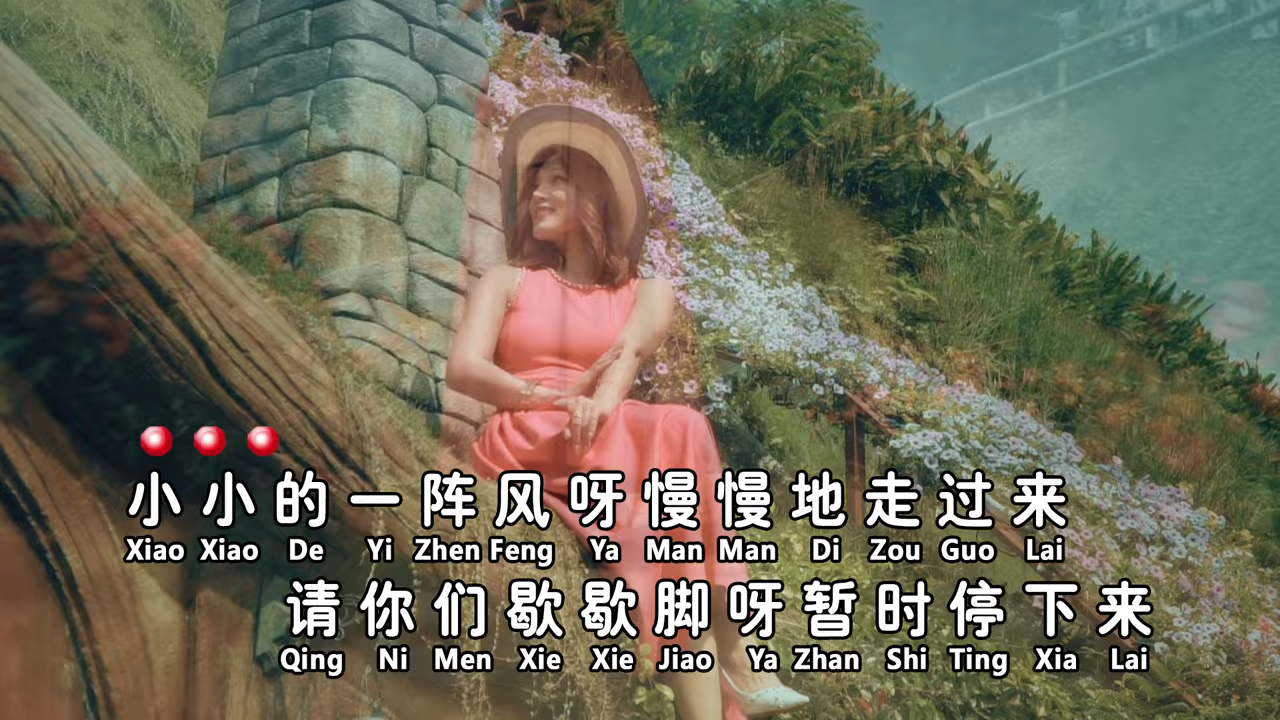 小小的一阵风呀慢慢地走过来
Xiao Xiao De Yi Zhen Feng Ya Man Man Di Zou Guo Lai
请你们歇歇脚呀暂时停下来
Qing Ni Men Xie Xie Jiao Ya Zhan Shi Ting Xia Lai